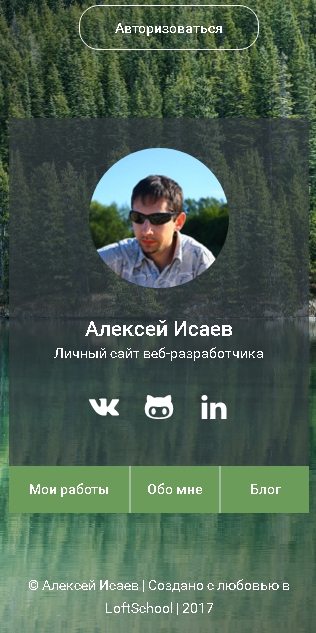 Авторизоваться
Алексей Исаев
Личный сайт веб-разработчика
Мои работы
Обо мне
Блог
© Алексей Исаев | Создано с любовью в
LoftSchool | 2017